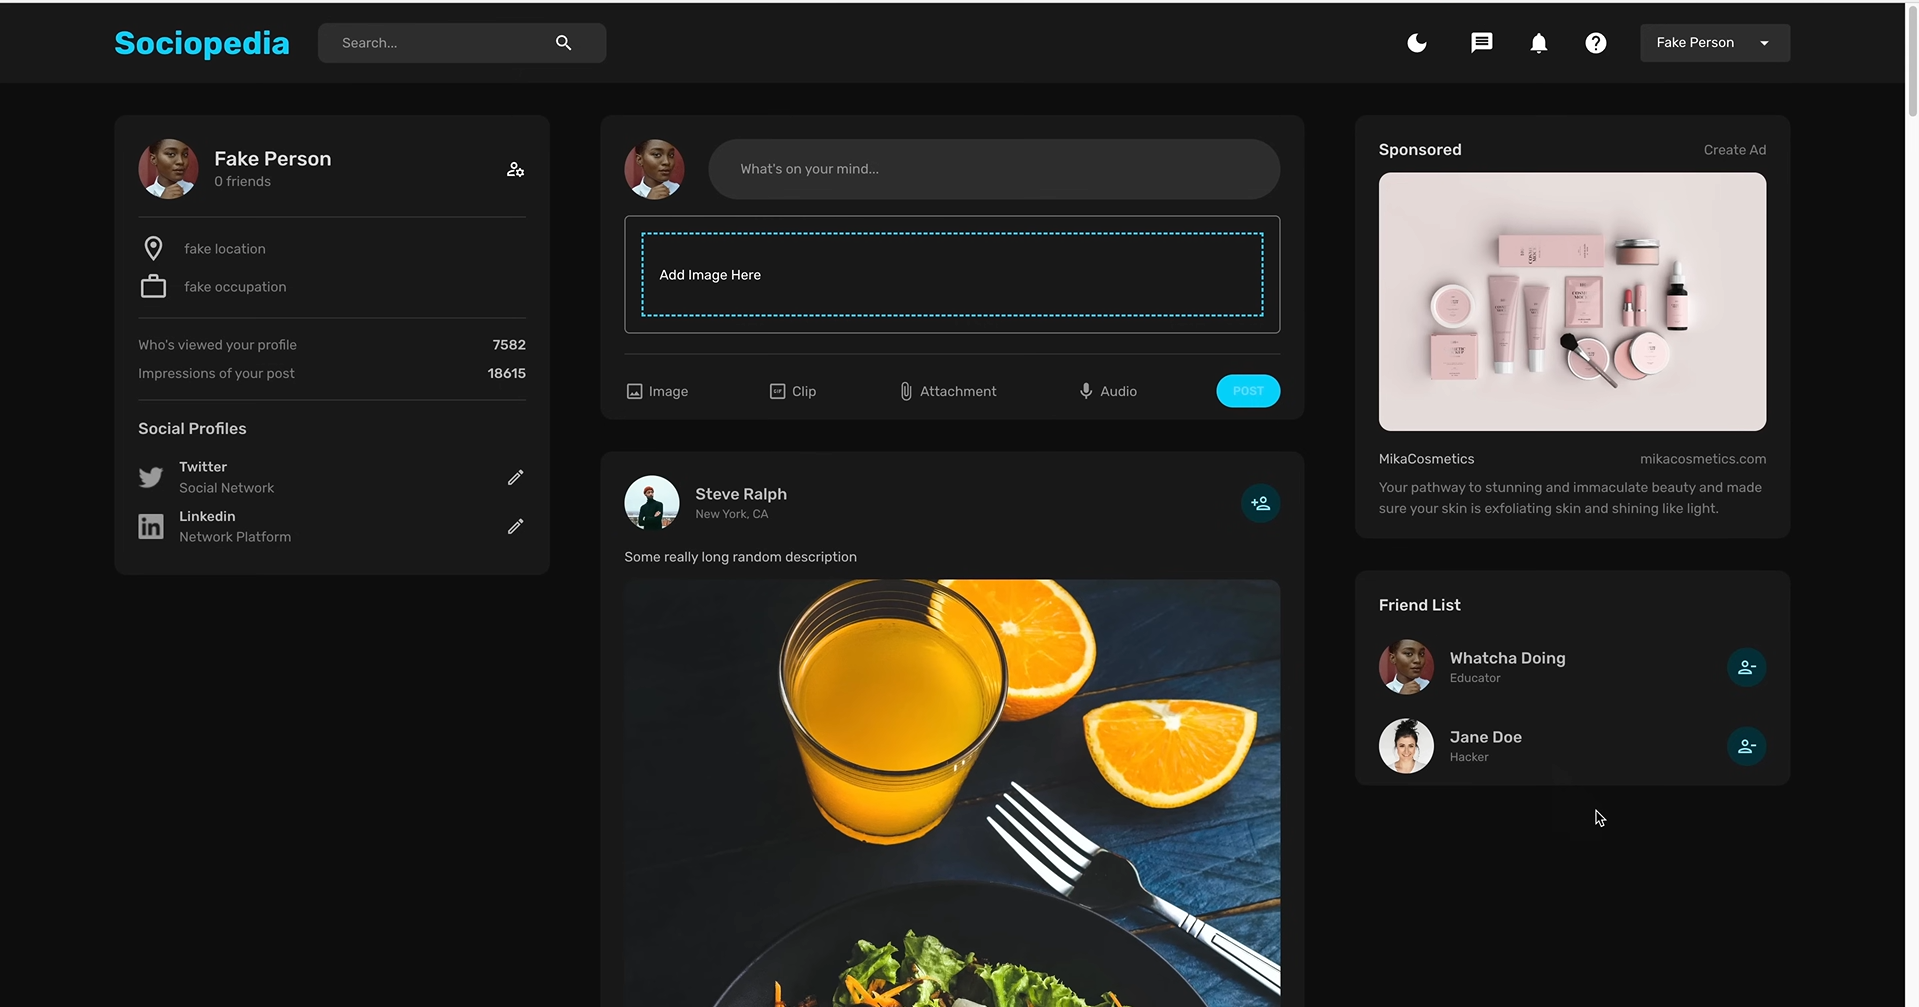 Sociopedia
Search...
Fake Person
Fake Person
0 friends
fake location
fake occupation
Who's viewed your profile 7582
Impressions of your post 18615
Social Profiles
Twitter
Social Network
Linkedin
Network Platform
What's on your mind...
Add Image Here
Image
GIF
Clip
Attachment
Audio
POST
Steve Ralph
New York, CA
Some really long random description
Sponsored
Create Ad
MikaCosmetics
mikacosmetics.com
Your pathway to stunning and immaculate beauty and made
sure your skin is exfoliating skin and shining like light.
Friend List
Whatcha Doing
Educator
Jane Doe
Hacker